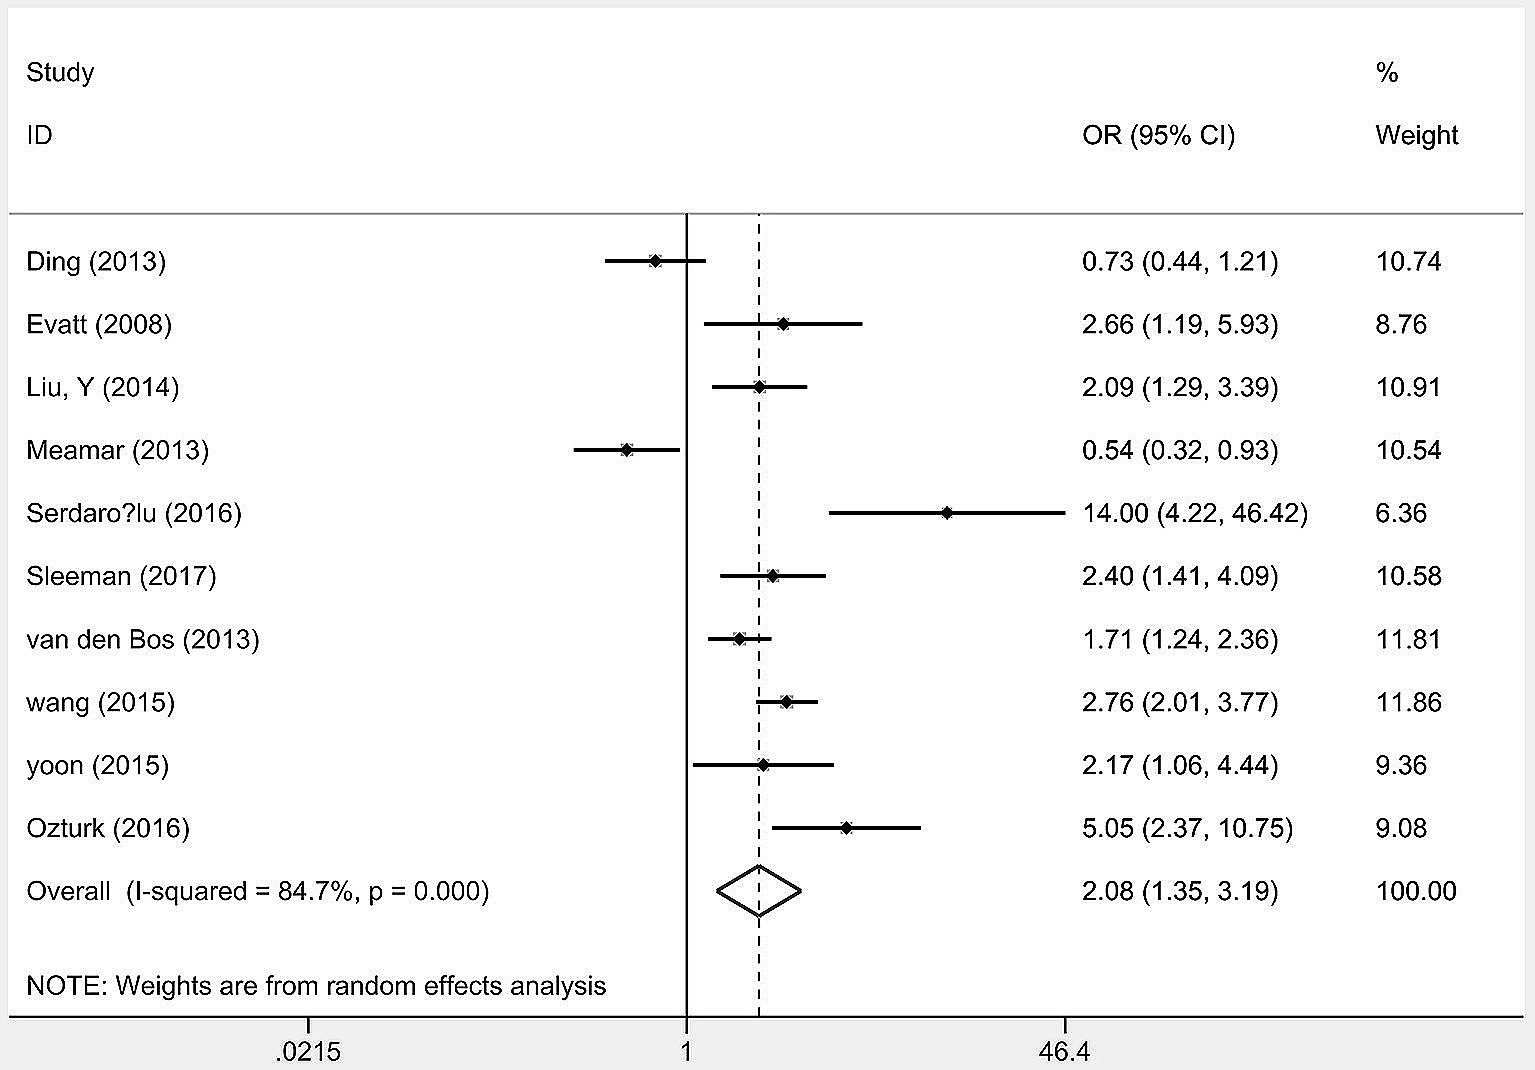 Study %
ID OR (95% CI) Weight
Ding (2013) 0.73 (0.44, 1.21) 10.74
Evatt (2008) 2.66 (1.19, 5.93) 8.76
Liu, Y (2014) 2.09 (1.29, 3.39) 10.91
Meamar (2013) 0.54 (0.32, 0.93) 10.54
Serdaro?lu (2016) 14.00 (4.22, 46.42) 6.36
Sleeman (2017) 2.40 (1.41, 4.09) 10.58
van den Bos (2013) 1.71 (1.24, 2.36) 11.81
wang (2015) 2.76 (2.01, 3.77) 11.86
yoon (2015) 2.17 (1.06, 4.44) 9.36
Ozturk (2016) 5.05 (2.37, 10.75) 9.08
Overall (I-squared = 84.7%, p = 0.000) 2.08 (1.35, 3.19) 100.00
NOTE: Weights are from random effects analysis
.0215 1 46.4